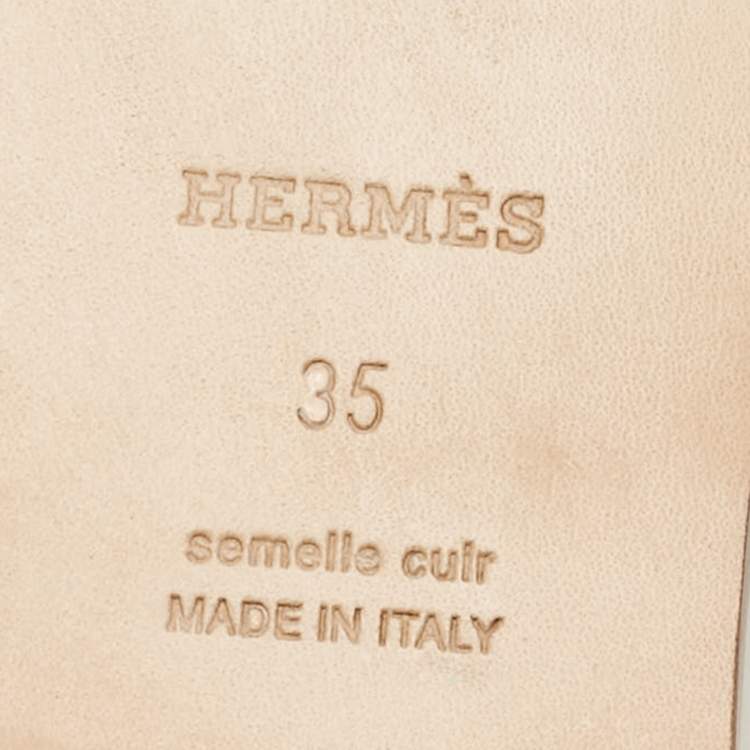 HERMÈS
35
semelle cuir
MADE IN ITALY